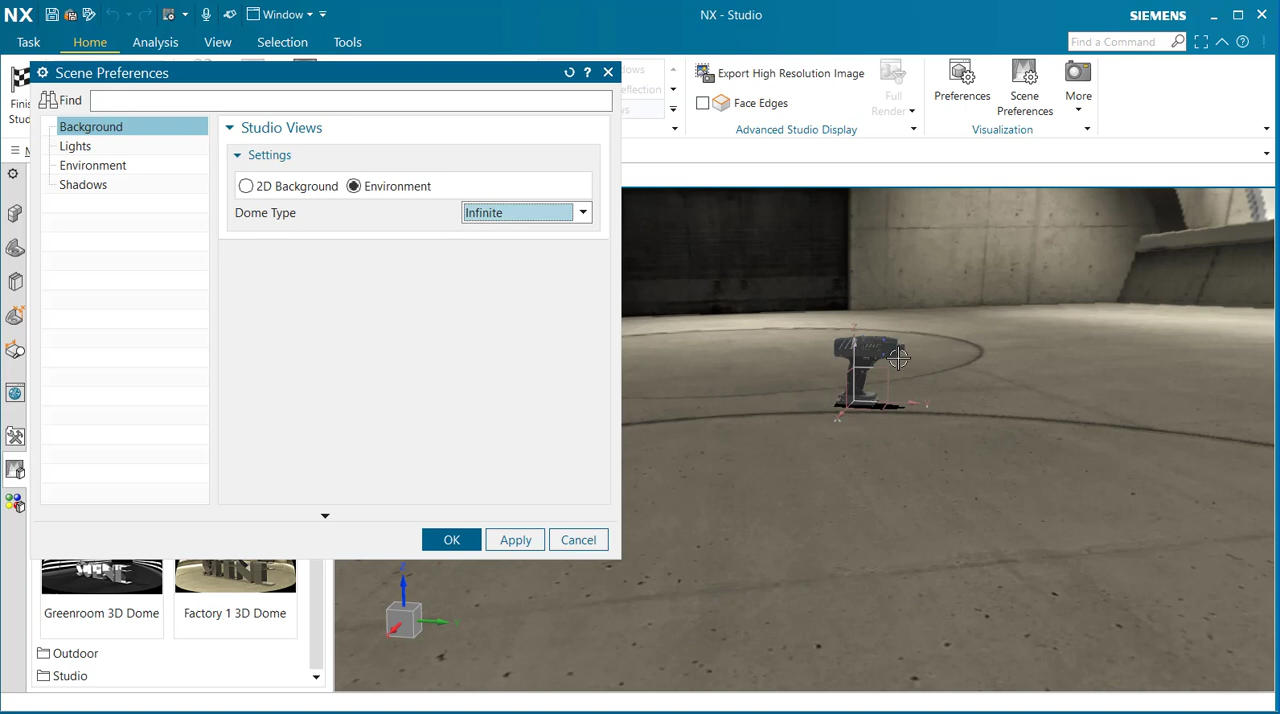 NX
Window
NX - Studio
SIEMENS
Task
Home
Analysis
View
Selection
Tools
Find a Command
Scene Preferences
Export High Resolution Image
Face Edges
Advanced Studio Display
Full
Render
Preferences
Scene
Preferences
More
Visualization
Find
Background
Lights
Environment
Shadows
Studio Views
Settings
2D Background
Environment
Dome Type
Infinite
OK
Apply
Cancel
Greenroom 3D Dome
Factory 1 3D Dome
Outdoor
Studio